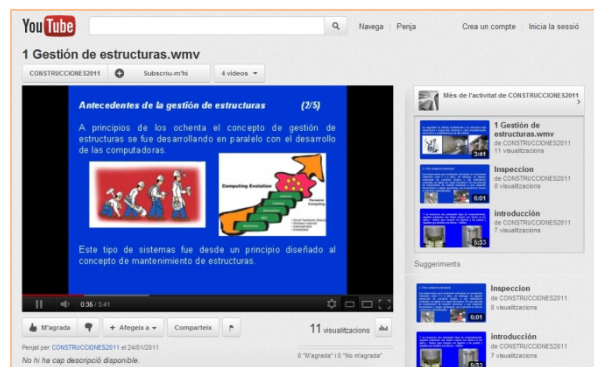 YouTube
Navega
Penja
Crea un compte
Inicia la sessió
1 Gestión de estructuras.wmv
CONSTRUCCIONES2011
Subscriu-m'hi
4 vídeos
Antecedentes de la gestión de estructuras (2/5)
A principios de los ochenta el concepto de gestión de
estructuras se fue desarrollando en paralelo con el desarrollo
de las computadoras.
Computing Evolution
Este tipo de sistemas fue desde un principio diseñado al
concepto de mantenimiento de estructuras.
0:35 / 3:41
M'agrada
Afegeix a
Comparteix
11 visualitzacions
Penjat per CONSTRUCCIONES2011 el 24/01/2011
0 "M'agrada" i 0 "No m'agrada"
No hi ha cap descripció disponible.
Més de l'activitat de CONSTRUCCIONES2011
1 Gestión de
estructuras.wmv
de CONSTRUCCIONES2011
11 visualitzacions
3:41
Inspeccion
de CONSTRUCCIONES2011
8 visualitzacions
6:01
introducción
de CONSTRUCCIONES2011
7 visualitzacions
5:33
Suggeriments
Inspeccion
de CONSTRUCCIONES2011
8 visualitzacions
6:01
introducción
de CONSTRUCCIONES2011
7 visualitzacions
5:33